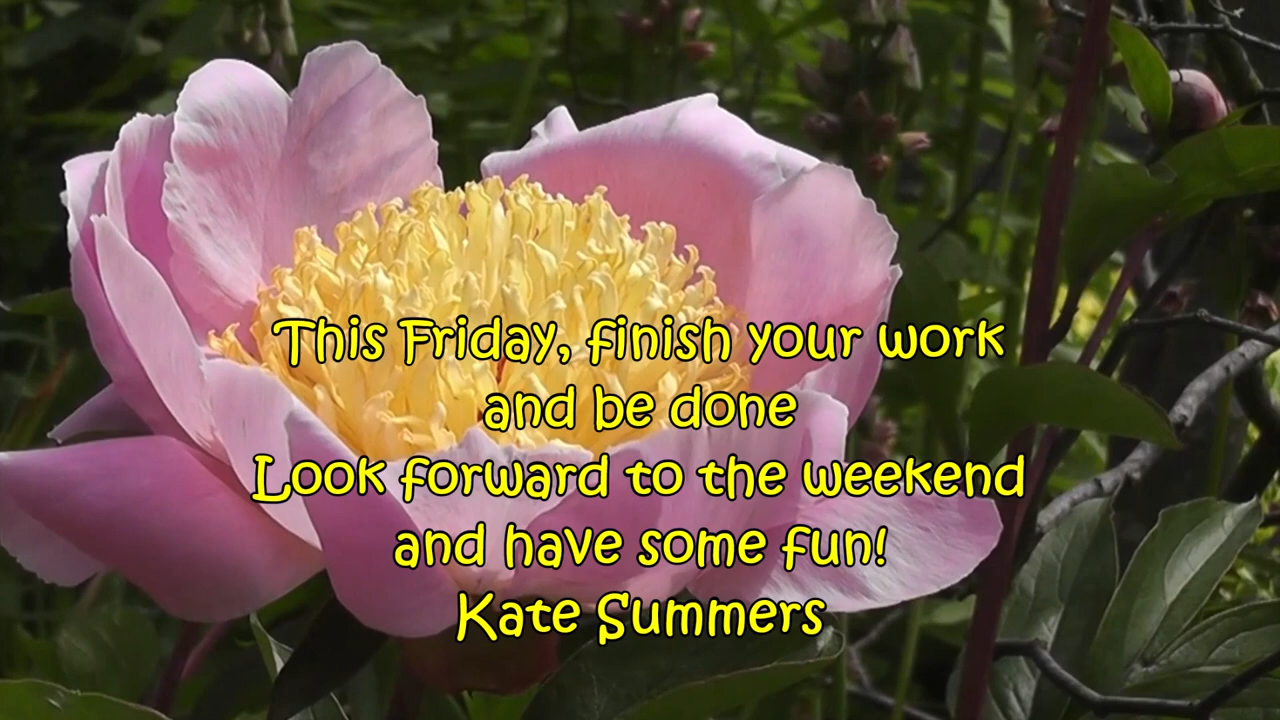 This Friday, finish your work
and be done
Look forward to the weekend
and have some fun!
Kate Summers